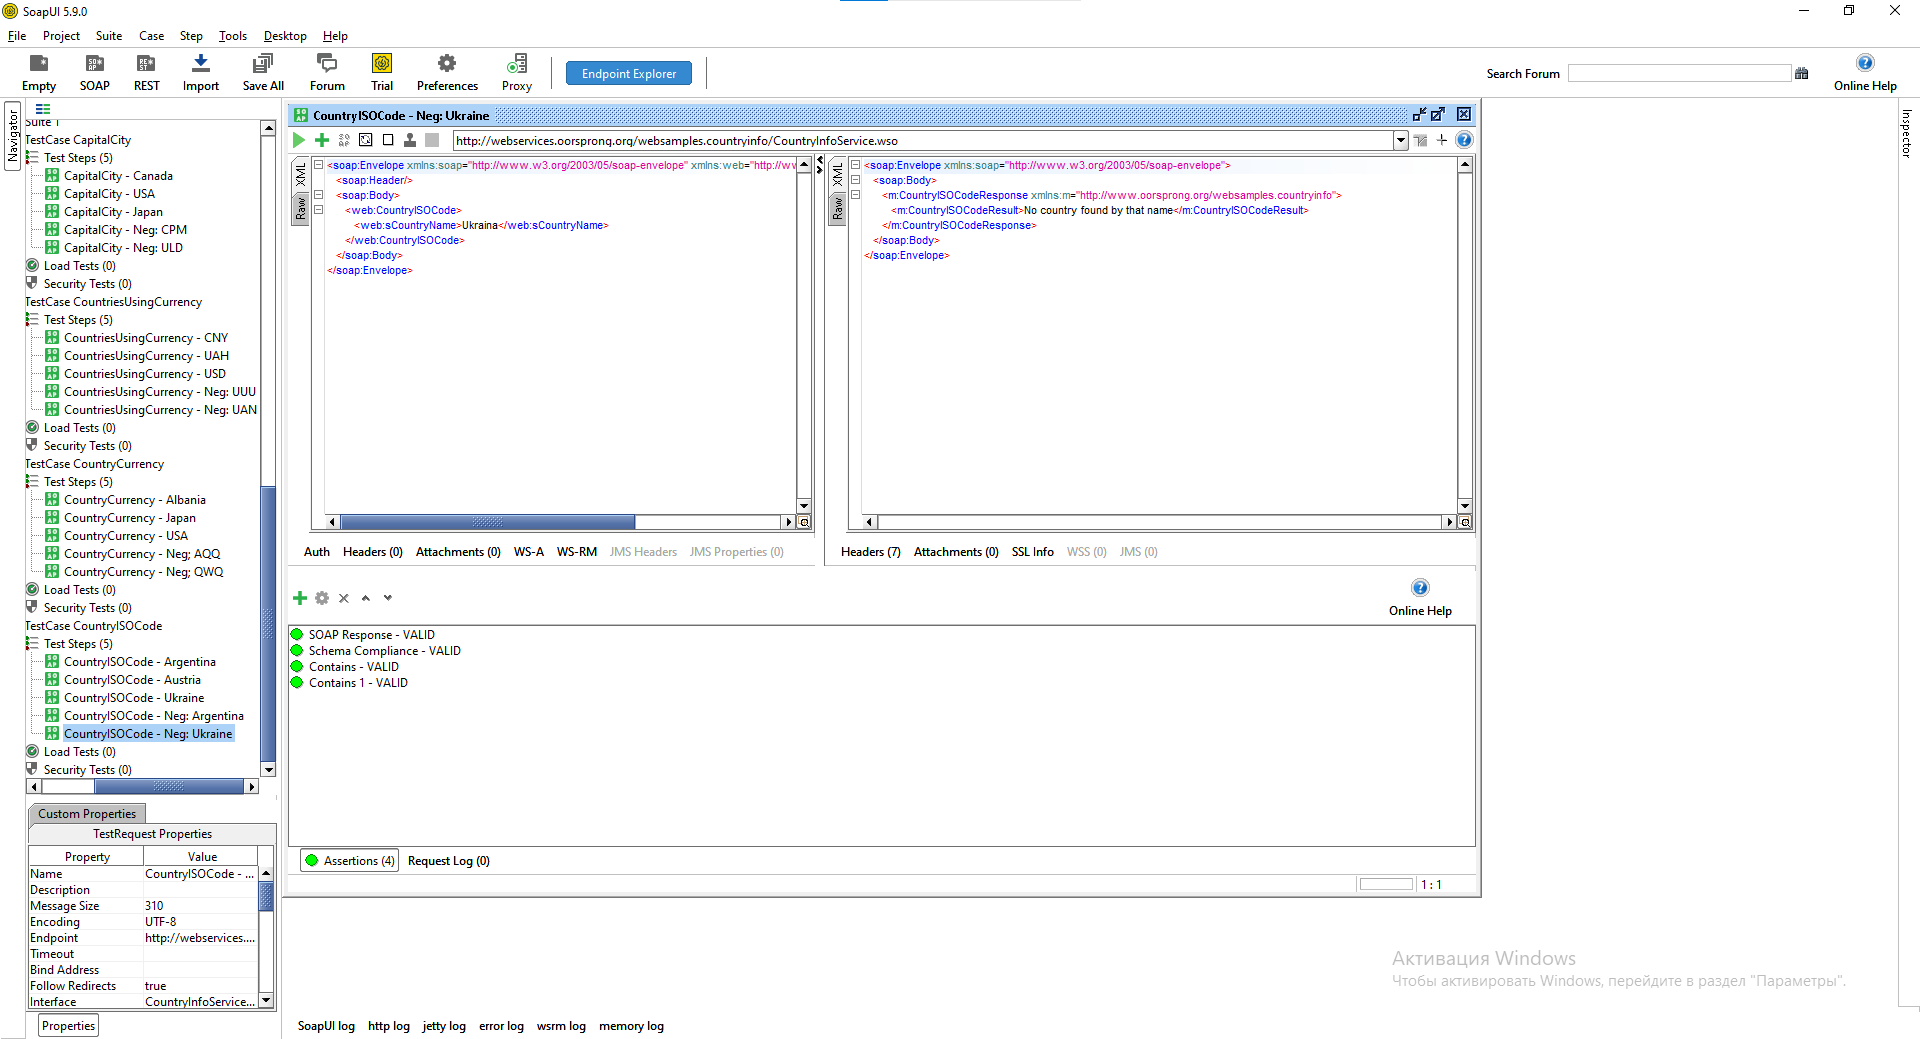 SoapUI 5.9.0
File Project Suite Case Step Tools Desktop Help
Empty SOAP REST Import Save All Forum Trial Preferences Proxy
Endpoint Explorer
Search Forum
Online Help
Navigator
Inspector
Suite 1
TestCase CapitalCity
Test Steps (5)
CapitalCity - Canada
CapitalCity - USA
CapitalCity - Japan
CapitalCity - Neg: CPM
CapitalCity - Neg: ULD
Load Tests (0)
Security Tests (0)
TestCase CountriesUsingCurrency
Test Steps (5)
CountriesUsingCurrency - CNY
CountriesUsingCurrency - UAH
CountriesUsingCurrency - USD
CountriesUsingCurrency - Neg: UUU
CountriesUsingCurrency - Neg: UAN
Load Tests (0)
Security Tests (0)
TestCase CountryCurrency
Test Steps (5)
CountryCurrency - Albania
CountryCurrency - Japan
CountryCurrency - USA
CountryCurrency - Neg; AQQ
CountryCurrency - Neg; QWQ
Load Tests (0)
Security Tests (0)
TestCase CountryISOCode
Test Steps (5)
CountryISOCode - Argentina
CountryISOCode - Austria
CountryISOCode - Ukraine
CountryISOCode - Neg: Argentina
CountryISOCode - Neg: Ukraine
Load Tests (0)
Security Tests (0)
Custom Properties
TestRequest Properties
Property Value
Name CountryISOCode - ...
Description
Message Size 310
Encoding UTF-8
Endpoint http://webservices....
Timeout
Bind Address
Follow Redirects true
Interface CountryInfoService...
Properties
CountryISOCode - Neg: Ukraine
http://webservices.oorsprong.org/websamples.countryinfo/CountryInfoService.wso
XML
Raw
<soap:Envelope xmlns:soap="http://www.w3.org/2003/05/soap-envelope" xmlns:web="http://ww
<soap:Header/>
<soap:Body>
<web:CountryISOCode>
<web:sCountryName>Ukraina</web:sCountryName>
</web:CountryISOCode>
</soap:Body>
</soap:Envelope>
Auth Headers (0) Attachments (0) WS-A WS-RM JMS Headers JMS Properties (0)
XML
Raw
<soap:Envelope xmlns:soap="http://www.w3.org/2003/05/soap-envelope">
<soap:Body>
<m:CountryISOCodeResponse xmlns:m="http://www.oorsprong.org/websamples.countryinfo">
<m:CountryISOCodeResult>No country found by that name</m:CountryISOCodeResult>
</m:CountryISOCodeResponse>
</soap:Body>
</soap:Envelope>
Headers (7) Attachments (0) SSL Info WSS (0) JMS (0)
Online Help
SOAP Response - VALID
Schema Compliance - VALID
Contains - VALID
Contains 1 - VALID
Assertions (4) Request Log (0)
1 : 1
Активация Windows
Чтобы активировать Windows, перейдите в раздел "Параметры".
SoapUI log http log jetty log error log wsrm log memory log